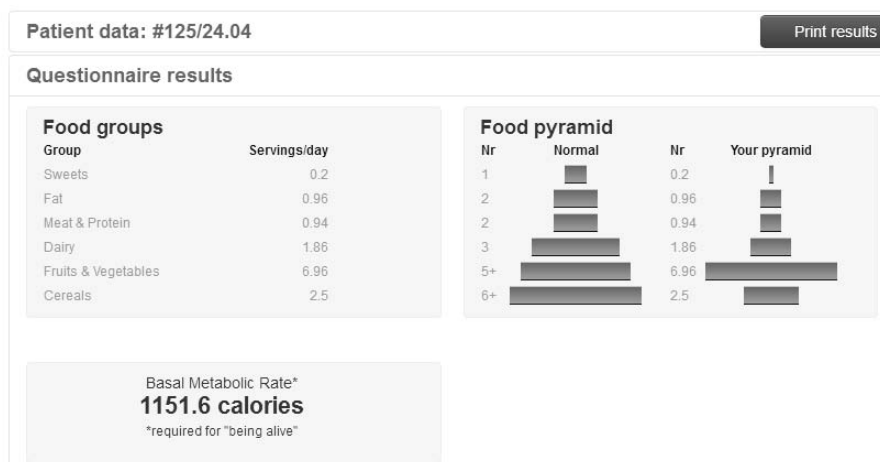 Patient data: #125/24.04
Print results
Questionnaire results
Food groups
Group Servings/day
Sweets 0.2
Fat 0.96
Meat & Protein 0.94
Dairy 1.86
Fruits & Vegetables 6.96
Cereals 2.5
Food pyramid
Nr Normal Nr Your pyramid
1 0.2
2 0.96
2 0.94
3 1.86
5+ 6.96
6+ 2.5
Basal Metabolic Rate*
1151.6 calories
*required for "being alive"